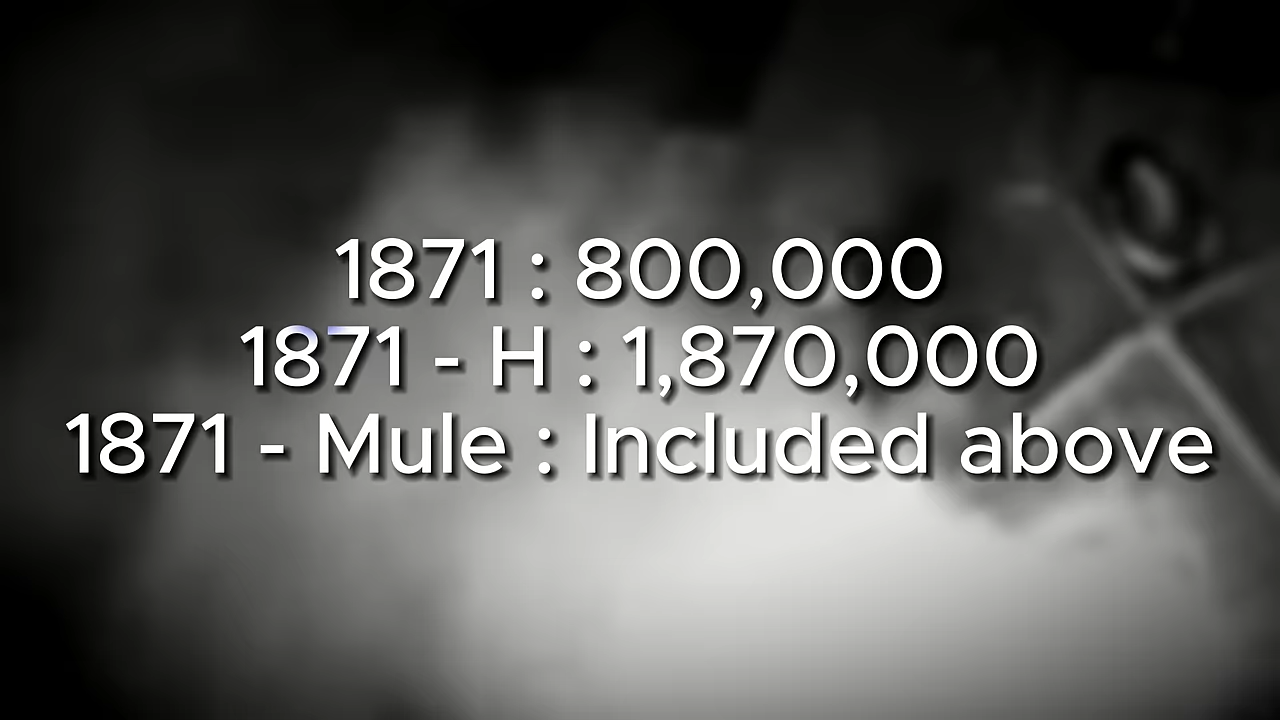 1871 : 800,000
1871 - H : 1,870,000
1871 - Mule : Included above